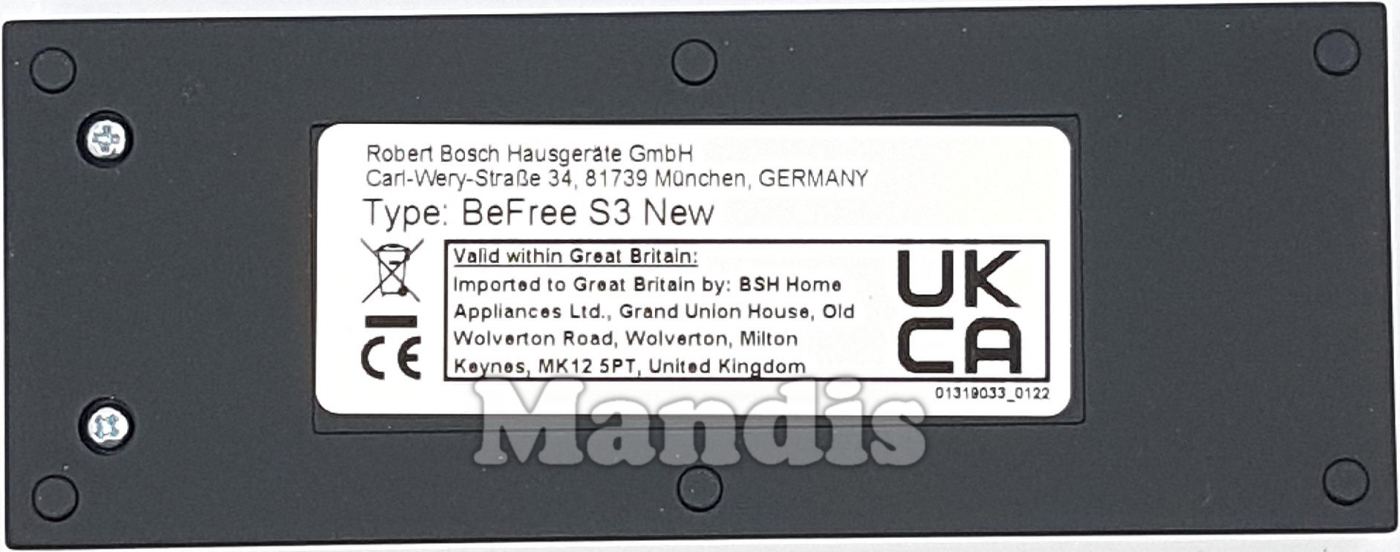 Robert Bosch Hausgeräte GmbH
Carl-Wery-Straße 34, 81739 München, GERMANY
Type: BeFree S3 New
Valid within Great Britain:
Imported to Great Britain by: BSH Home
Appliances Ltd., Grand Union House, Old
Wolverton Road, Wolverton, Milton
Keynes, MK12 5PT, United Kingdom
CE
UK
CA
01319033_0122
Mandis